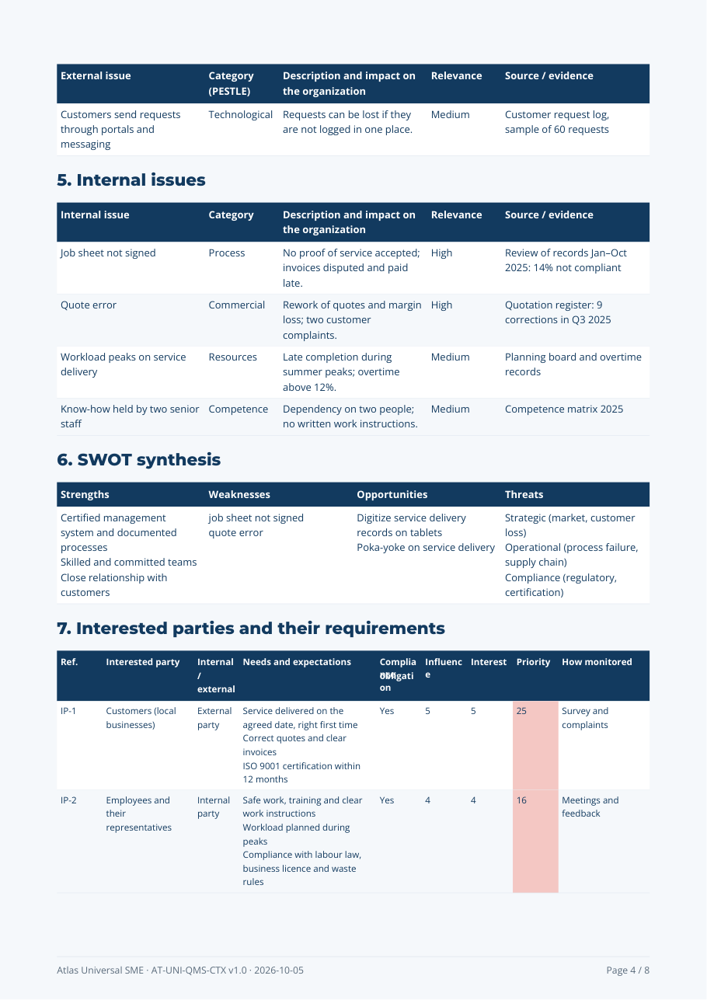 External issue
Category (PESTLE)
Description and impact on the organization
Relevance
Source / evidence
Customers send requests through portals and messaging
Technological
Requests can be lost if they are not logged in one place.
Medium
Customer request log, sample of 60 requests
5. Internal issues
Internal issue
Category
Description and impact on the organization
Relevance
Source / evidence
Job sheet not signed
Process
No proof of service accepted; invoices disputed and paid late.
High
Review of records Jan–Oct 2025: 14% not compliant
Quote error
Commercial
Rework of quotes and margin loss; two customer complaints.
High
Quotation register: 9 corrections in Q3 2025
Workload peaks on service delivery
Resources
Late completion during summer peaks; overtime above 12%.
Medium
Planning board and overtime records
Know-how held by two senior staff
Competence
Dependency on two people; no written work instructions.
Medium
Competence matrix 2025
6. SWOT synthesis
Strengths
Weaknesses
Opportunities
Threats
Certified management system and documented processes
Skilled and committed teams
Close relationship with customers
job sheet not signed
quote error
Digitize service delivery records on tablets
Poka-yoke on service delivery
Strategic (market, customer loss)
Operational (process failure, supply chain)
Compliance (regulatory, certification)
7. Interested parties and their requirements
Ref.
Interested party
Internal / external
Needs and expectations
Compliance obligation
Influence
Interest
Priority
How monitored
IP-1
Customers (local businesses)
External party
Service delivered on the agreed date, right first time
Correct quotes and clear invoices
ISO 9001 certification within 12 months
Yes
5
5
25
Survey and complaints
IP-2
Employees and their representatives
Internal party
Safe work, training and clear work instructions
Workload planned during peaks
Compliance with labour law, business licence and waste rules
Yes
4
4
16
Meetings and feedback
Atlas Universal SME · AT-UNI-QMS-CTX v1.0 · 2026-10-05
Page 4 / 8